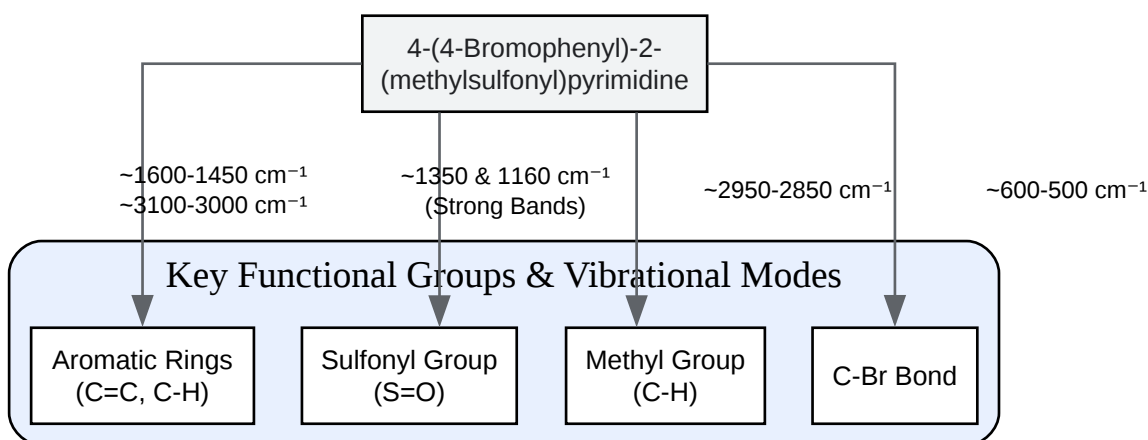 4-(4-Bromophenyl)-2-
(methylsulfonyl)pyrimidine
~1600-1450 cm⁻¹
~3100-3000 cm⁻¹
~1350 & 1160 cm⁻¹
(Strong Bands)
~2950-2850 cm⁻¹
~600-500 cm⁻¹
Key Functional Groups & Vibrational Modes
Aromatic Rings
(C=C, C-H)
Sulfonyl Group
(S=O)
Methyl Group
(C-H)
C-Br Bond